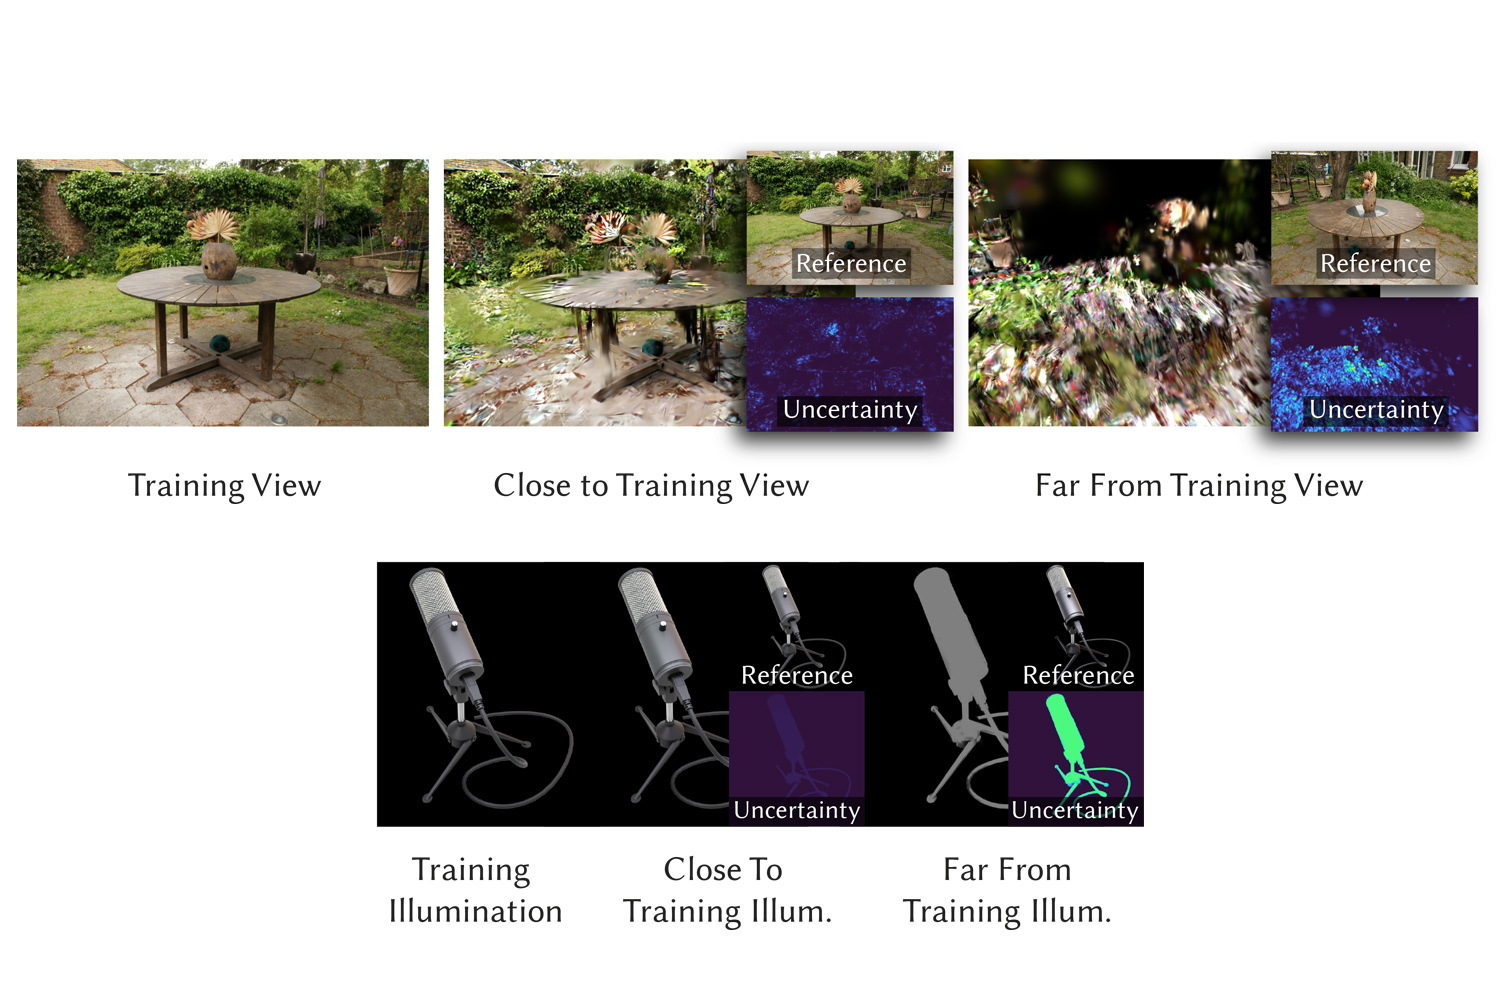 Reference
Reference
Uncertainty
Uncertainty
Training View
Close to Training View
Far From Training View
Reference
Reference
Uncertainty
Uncertainty
Training
Illumination
Close To
Training Illum.
Far From
Training Illum.